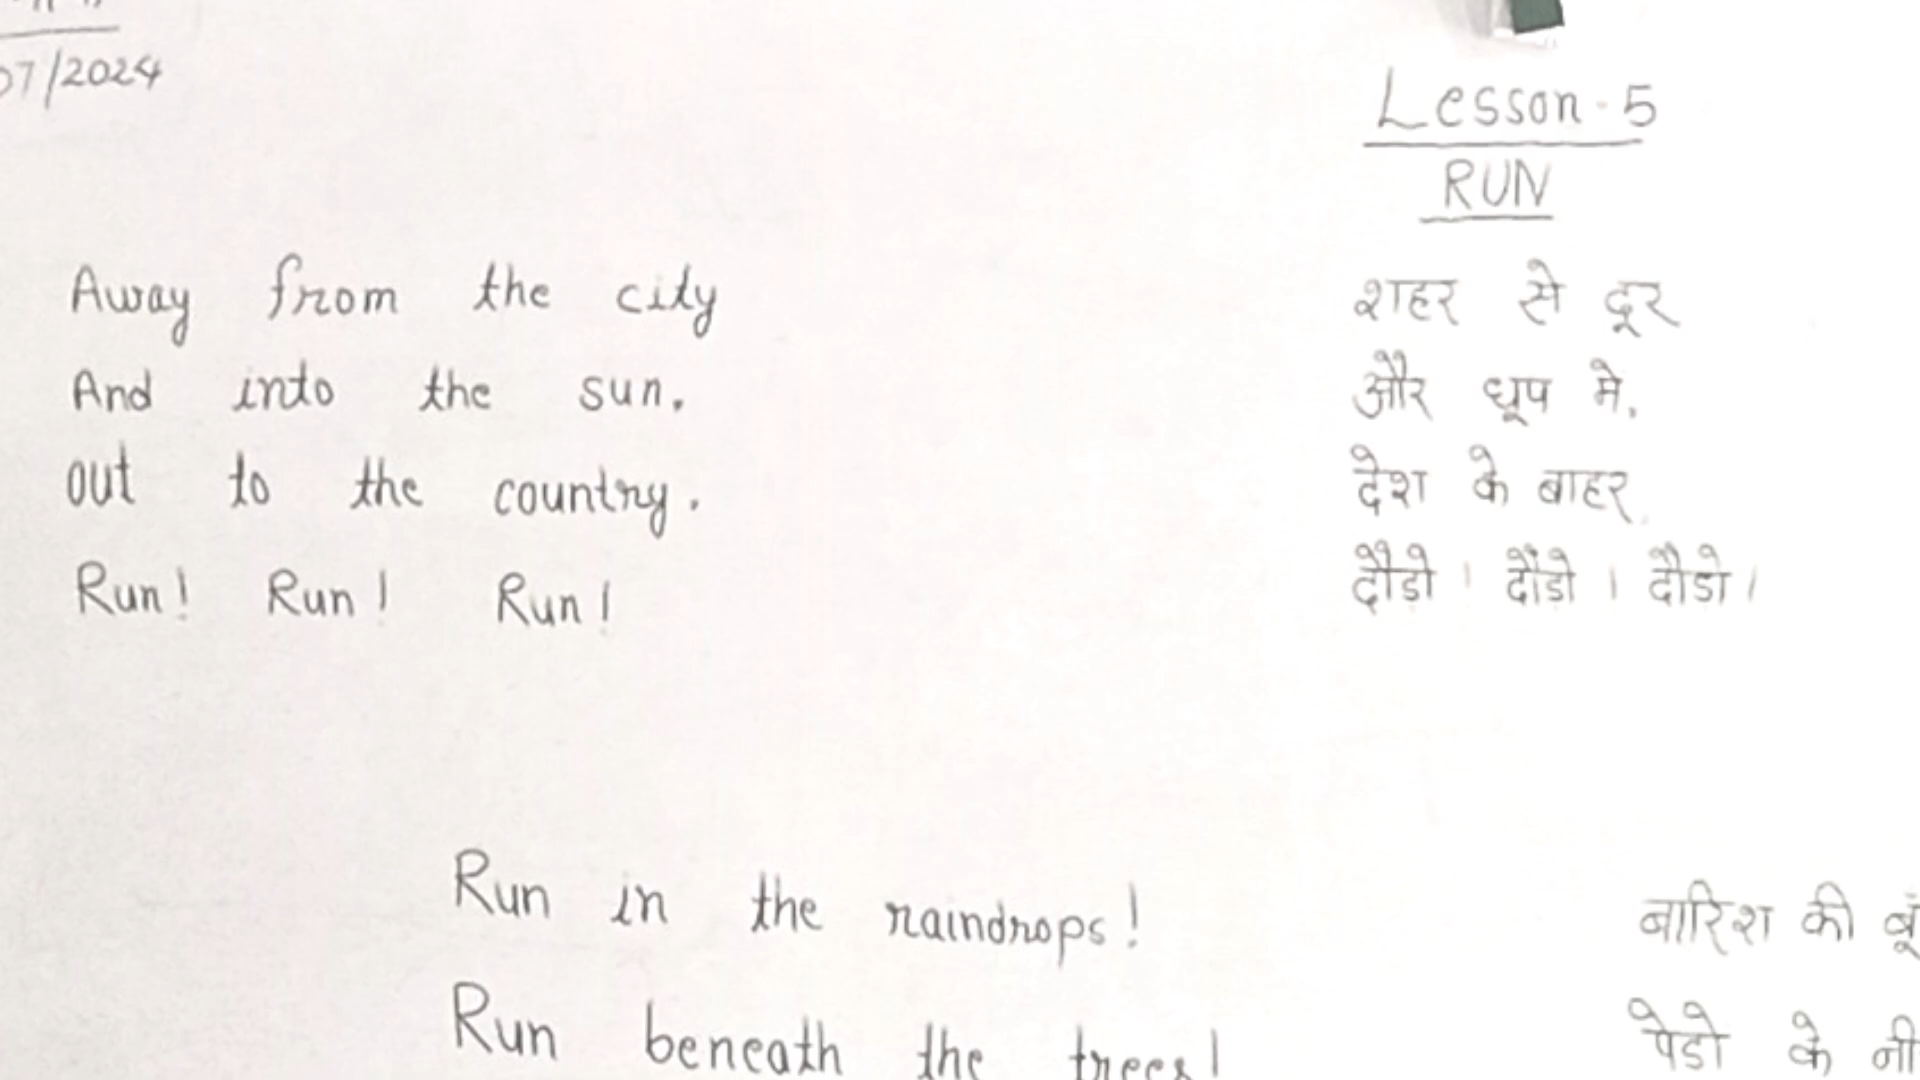 07/2024
Lesson-5
RUN
Away from the city
शहर से दूर
And into the sun.
और धूप मे.
out to the country.
देश के बाहर.
Run! Run! Run!
दौडो। दौडो। दौडो।
Run in the raindrops!
बारिश की
Run beneath the trees!
पेडो के